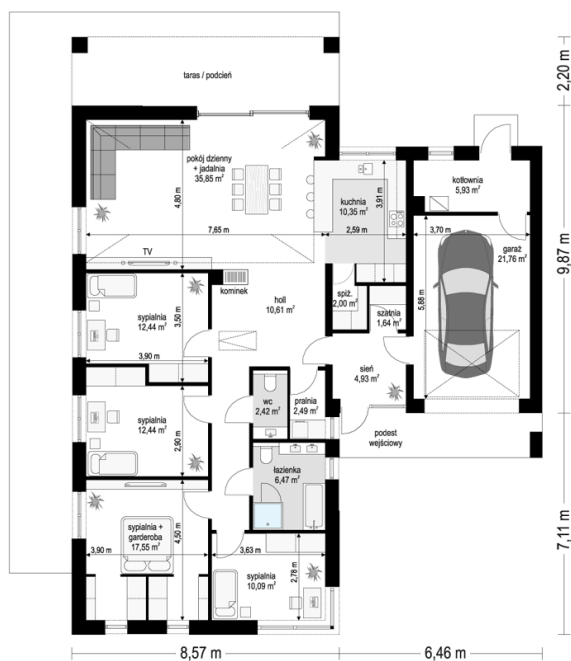 taras / podcień
2,20 m
pokój dzienny
+ jadalnia
35,85 m²
4,80 m
7,65 m
TV
kuchnia
10,35 m²
3,91 m
2,59 m
kotłownia
5,93 m²
3,70 m
garaż
21,76 m²
5,88 m
9,87 m
kominek
holl
10,61 m²
spiż.
2,00 m²
szatnia
1,64 m²
sypialnia
12,44 m²
3,50 m
3,90 m
sień
4,93 m²
wc
2,42 m²
pralnia
2,49 m²
sypialnia
12,44 m²
2,90 m
podest
wejściowy
łazienka
6,47 m²
sypialnia +
garderoba
17,55 m²
4,50 m
3,90 m
3,63 m
sypialnia
10,09 m²
2,78 m
7,11 m
8,57 m
6,46 m